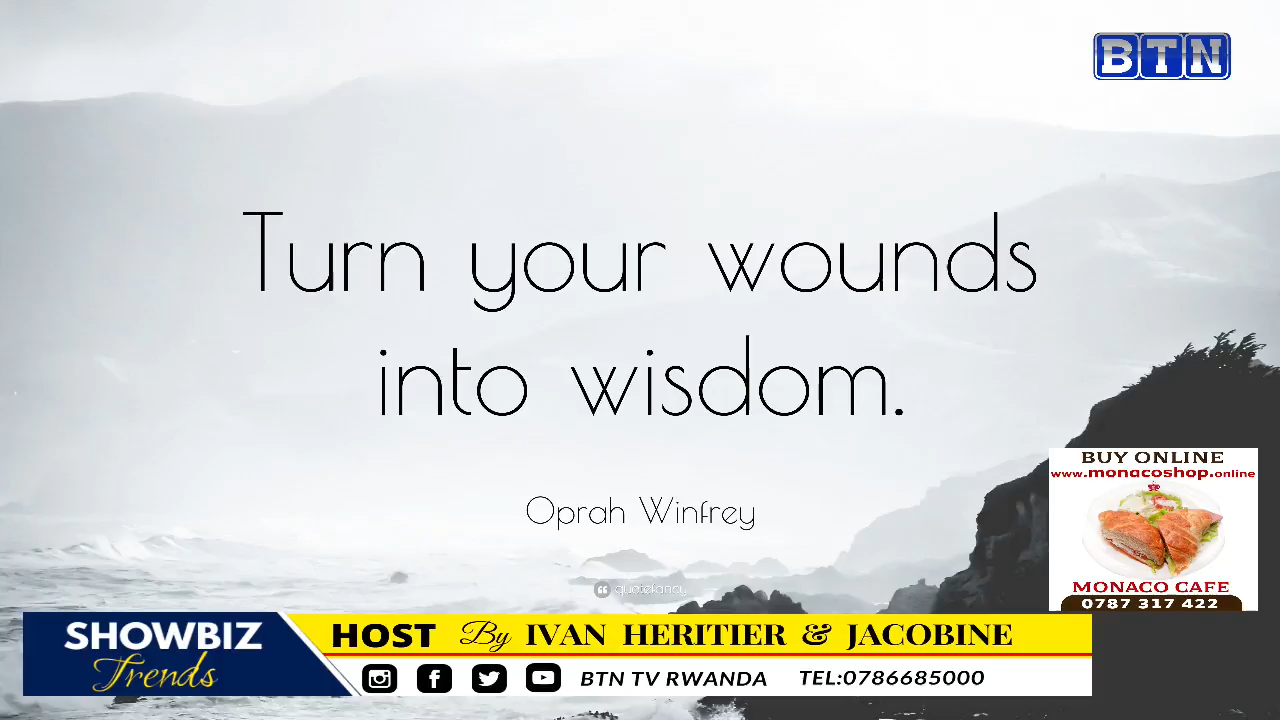 BTN
Turn your wounds
into wisdom.
Oprah Winfrey
quotefancy
BUY ONLINE
www.monacoshop.online
MONACO CAFE
0787 317 422
SHOWBIZ
Trends
HOST By IVAN HERITIER & JACOBINE
BTN TV RWANDA TEL:0786685000